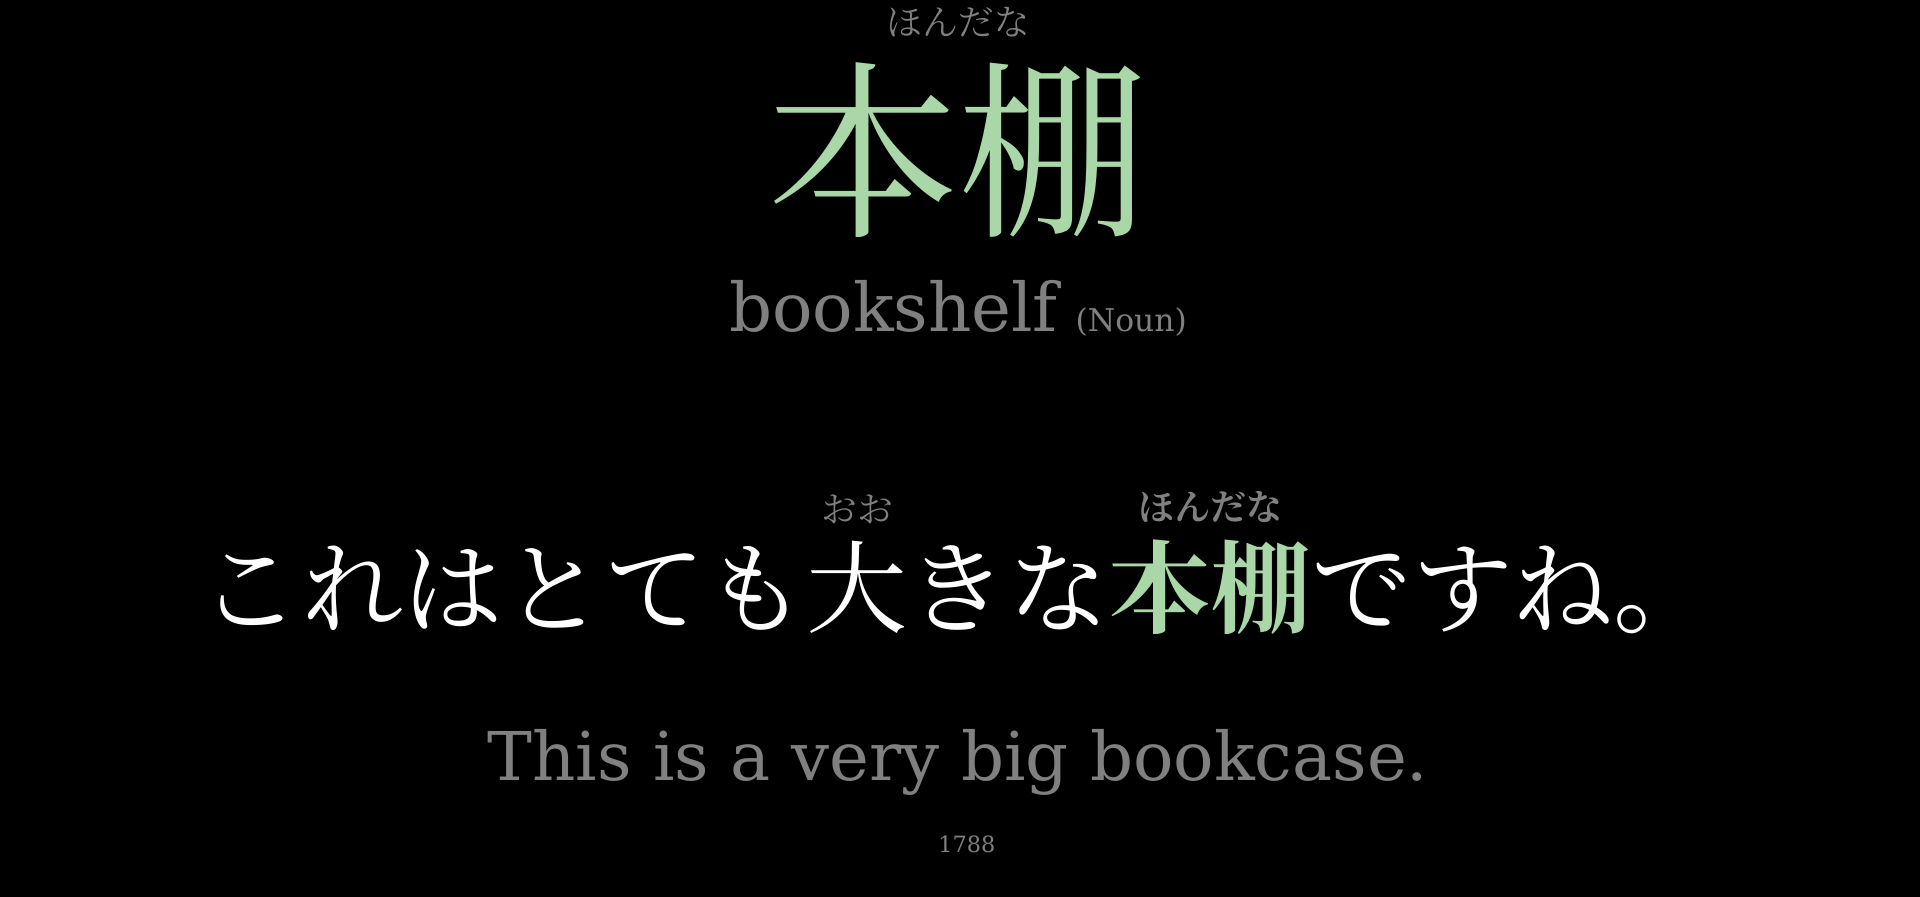 ほんだな
本棚
bookshelf (Noun)
おお ほんだな
これはとても大きな本棚ですね。
This is a very big bookcase.
1788